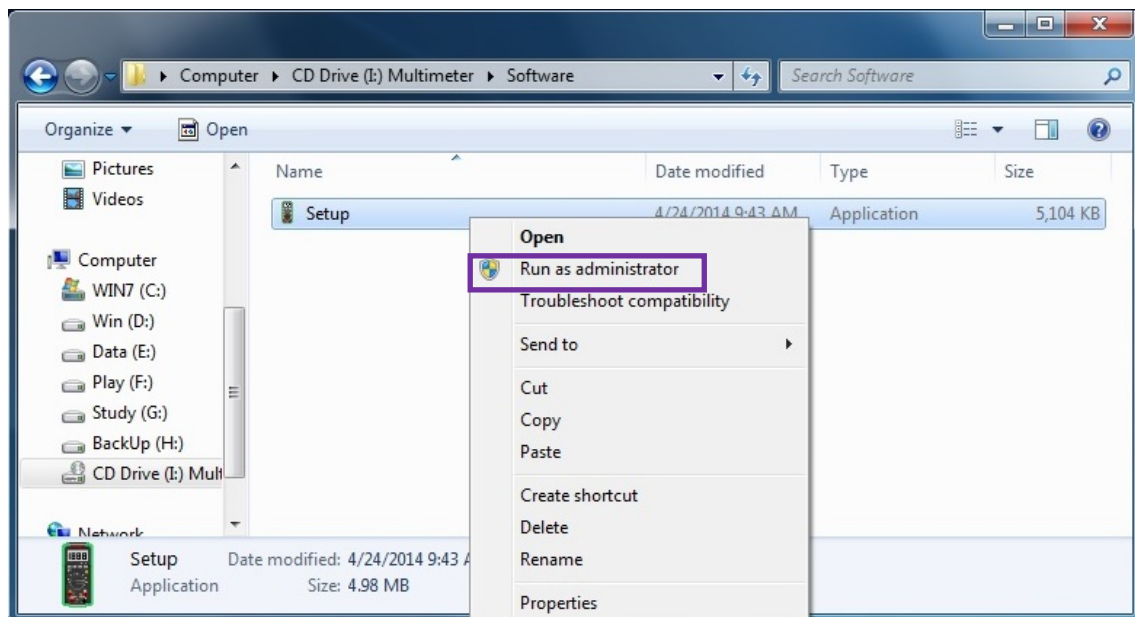 Computer ▸ CD Drive (I:) Multimeter ▸ Software
Search Software
Organize
Open
Pictures
Videos
Computer
WIN7 (C:)
Win (D:)
Data (E:)
Play (F:)
Study (G:)
BackUp (H:)
CD Drive (I:) Mult
Network
Name Date modified Type Size
Setup 4/24/2014 9:43 AM Application 5,104 KB
Open
Run as administrator
Troubleshoot compatibility
Send to
Cut
Copy
Paste
Create shortcut
Delete
Rename
Properties
Setup Date modified: 4/24/2014 9:43 A
Application Size: 4.98 MB